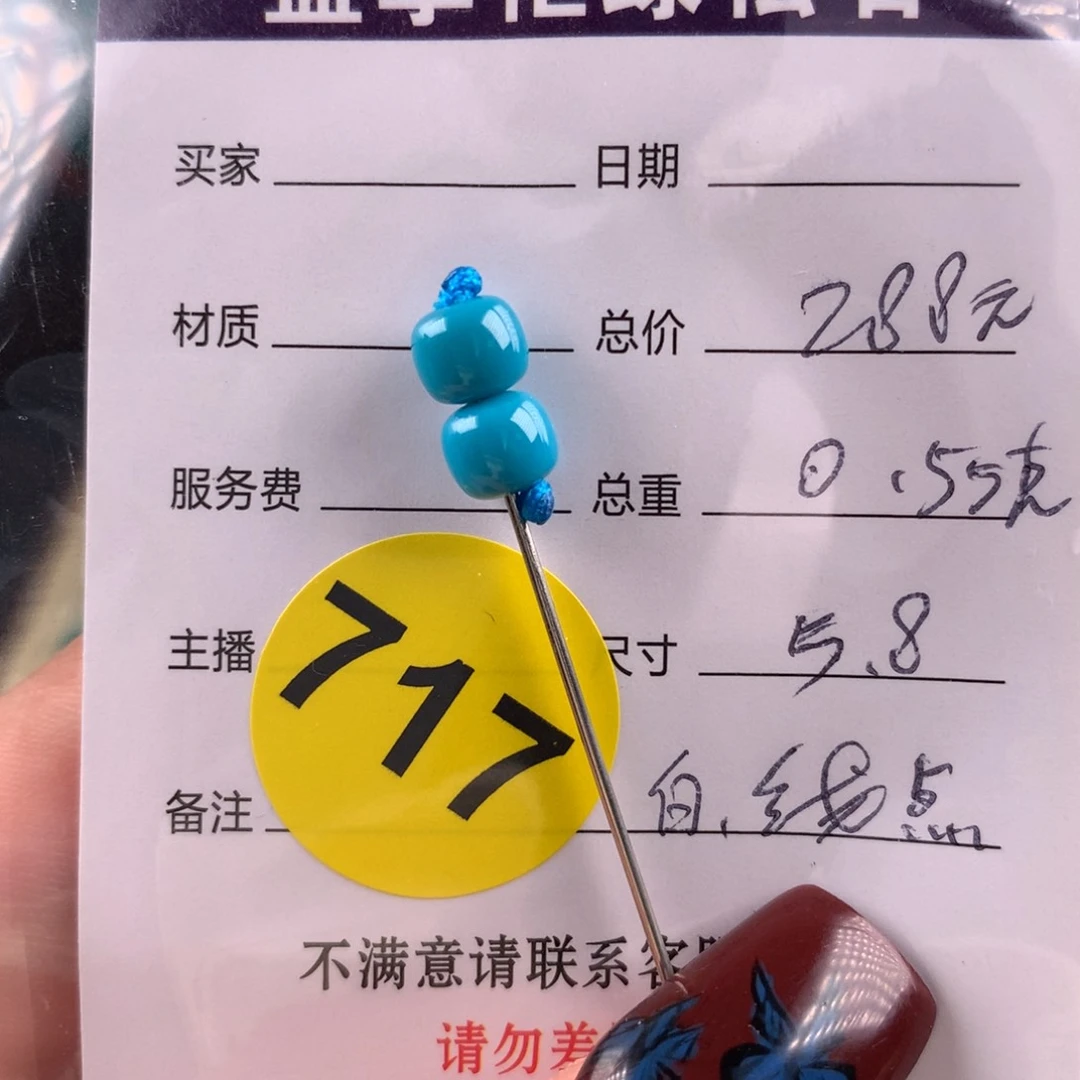 买家 日期
材质 总价 288元
服务费 总重 0.55克
主播 尺寸 5.8
717
备注 白.线点
不满意请联系客
请勿差